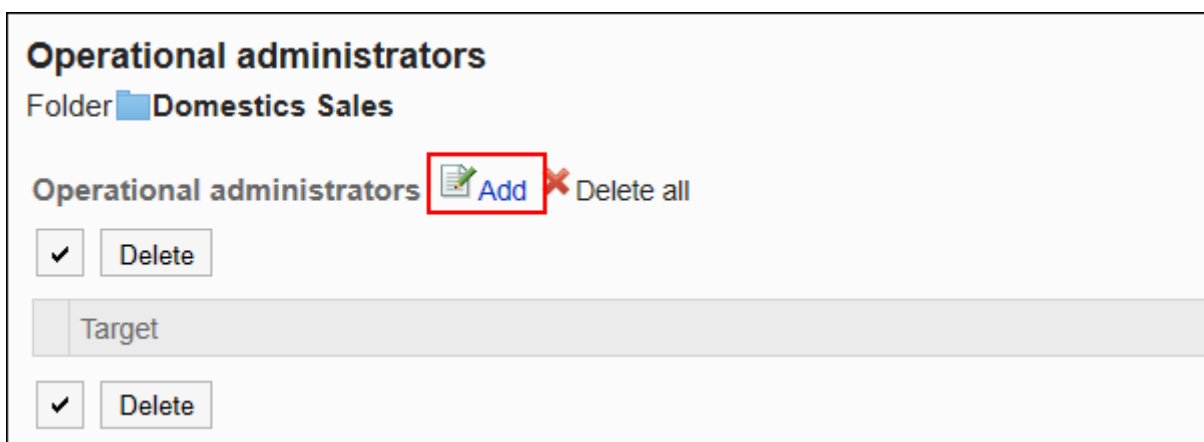 Operational administrators
Folder Domestics Sales
Operational administrators Add Delete all
Delete
Target
Delete